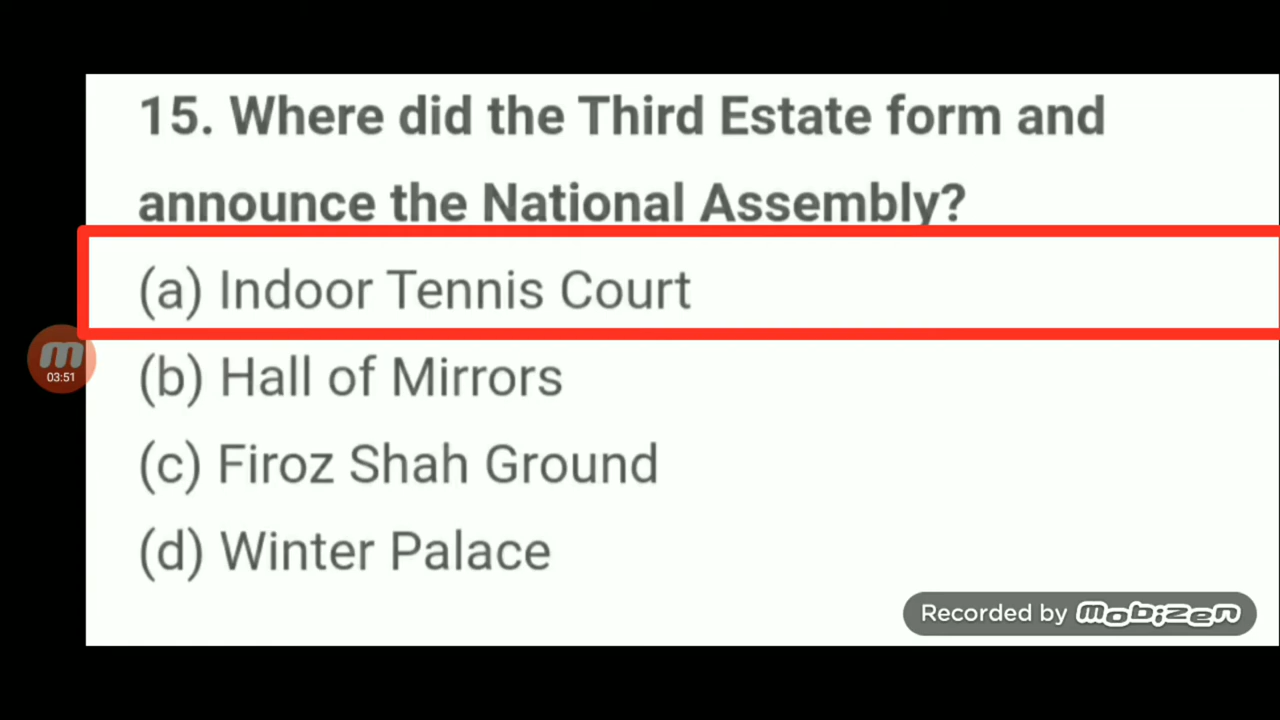 15. Where did the Third Estate form and
announce the National Assembly?
(a) Indoor Tennis Court
(b) Hall of Mirrors
03:51
(c) Firoz Shah Ground
(d) Winter Palace
Recorded by mobizen